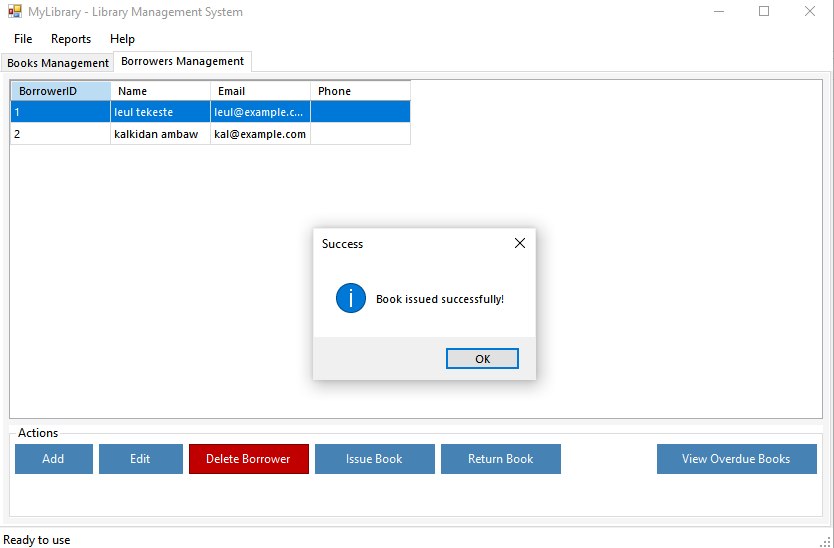 MyLibrary - Library Management System
File Reports Help
Books Management Borrowers Management
BorrowerID Name Email Phone
1 leul tekeste leul@example.c...
2 kalkidan ambaw kal@example.com
Success
Book issued successfully!
OK
Actions
Add Edit Delete Borrower Issue Book Return Book View Overdue Books
Ready to use